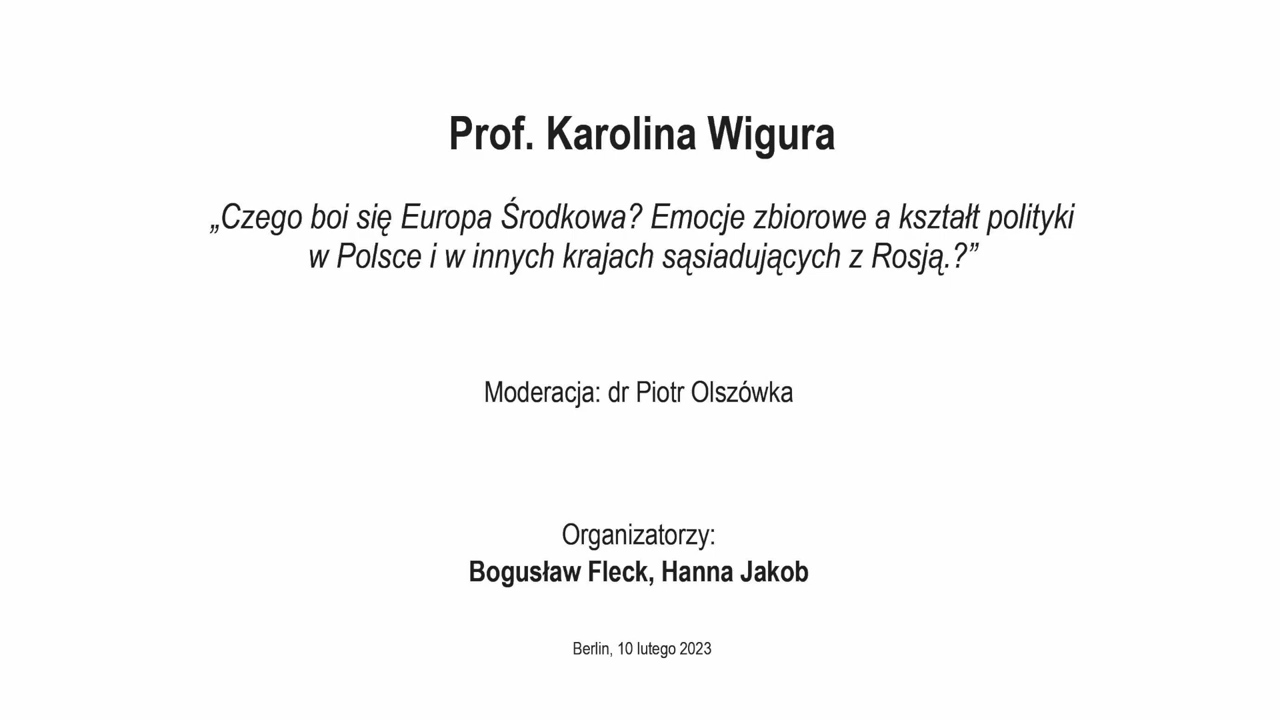 Prof. Karolina Wigura
„Czego boi się Europa Środkowa? Emocje zbiorowe a kształt polityki
w Polsce i w innych krajach sąsiadujących z Rosją.?”
Moderacja: dr Piotr Olszówka
Organizatorzy:
Bogusław Fleck, Hanna Jakob
Berlin, 10 lutego 2023